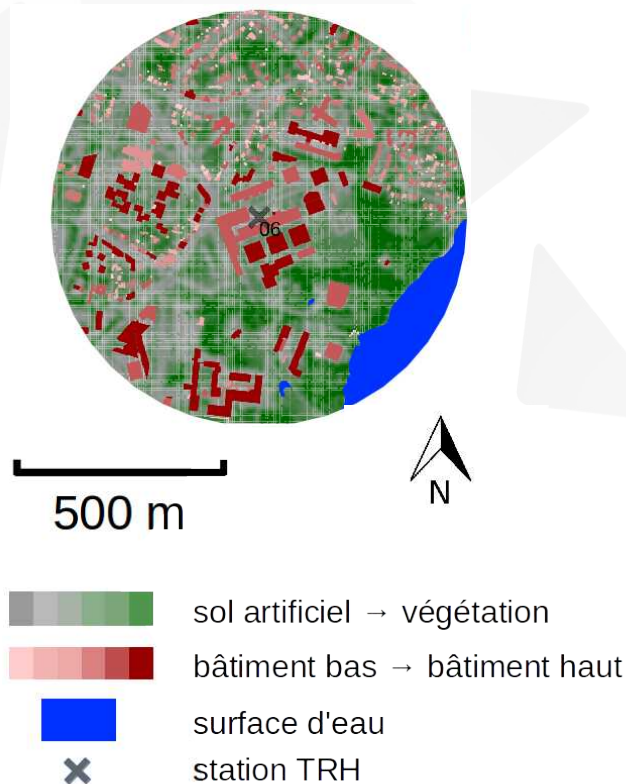 06
500 m
N
sol artificiel → végétation
bâtiment bas → bâtiment haut
surface d'eau
station TRH